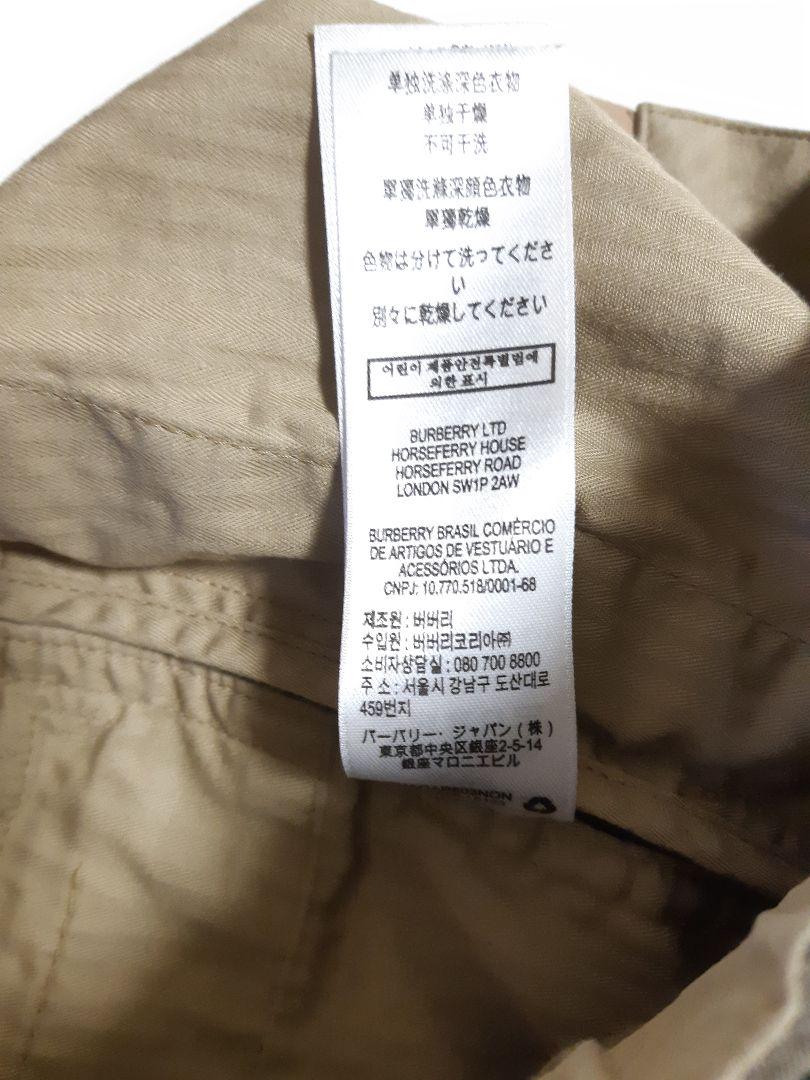 单独洗涤深色衣物
单独干燥
不可干洗
單獨洗滌深顏色衣物
單獨乾燥
色物は分けて洗ってくださ
い
別々に乾燥してください
어린이 제품안전특별법에
의한 표시
BURBERRY LTD
HORSEFERRY HOUSE
HORSEFERRY ROAD
LONDON SW1P 2AW
BURBERRY BRASIL COMÉRCIO
DE ARTIGOS DE VESTUÁRIO E
ACESSÓRIOS LTDA.
CNPJ: 10.770.518/0001-68
제조원 : 버버리
수입원 : 버버리코리아㈜
소비자상담실 : 080 700 8800
주 소 : 서울시 강남구 도산대로
459번지
バーバリー・ジャパン(株)
東京都中央区銀座2-5-14
銀座マロニエビル